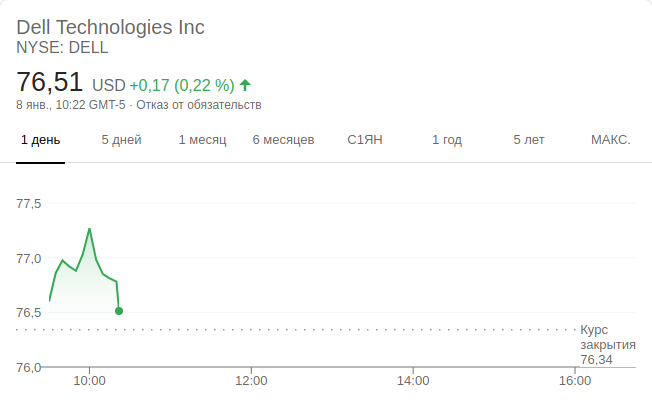 Dell Technologies Inc
NYSE: DELL
76,51 USD +0,17 (0,22 %)
8 янв., 10:22 GMT-5 · Отказ от обязательств
1 день 5 дней 1 месяц 6 месяцев С1ЯН 1 год 5 лет МАКС.
77,5
77,0
76,5
Курс
закрытия
76,34
76,0
10:00 12:00 14:00 16:00